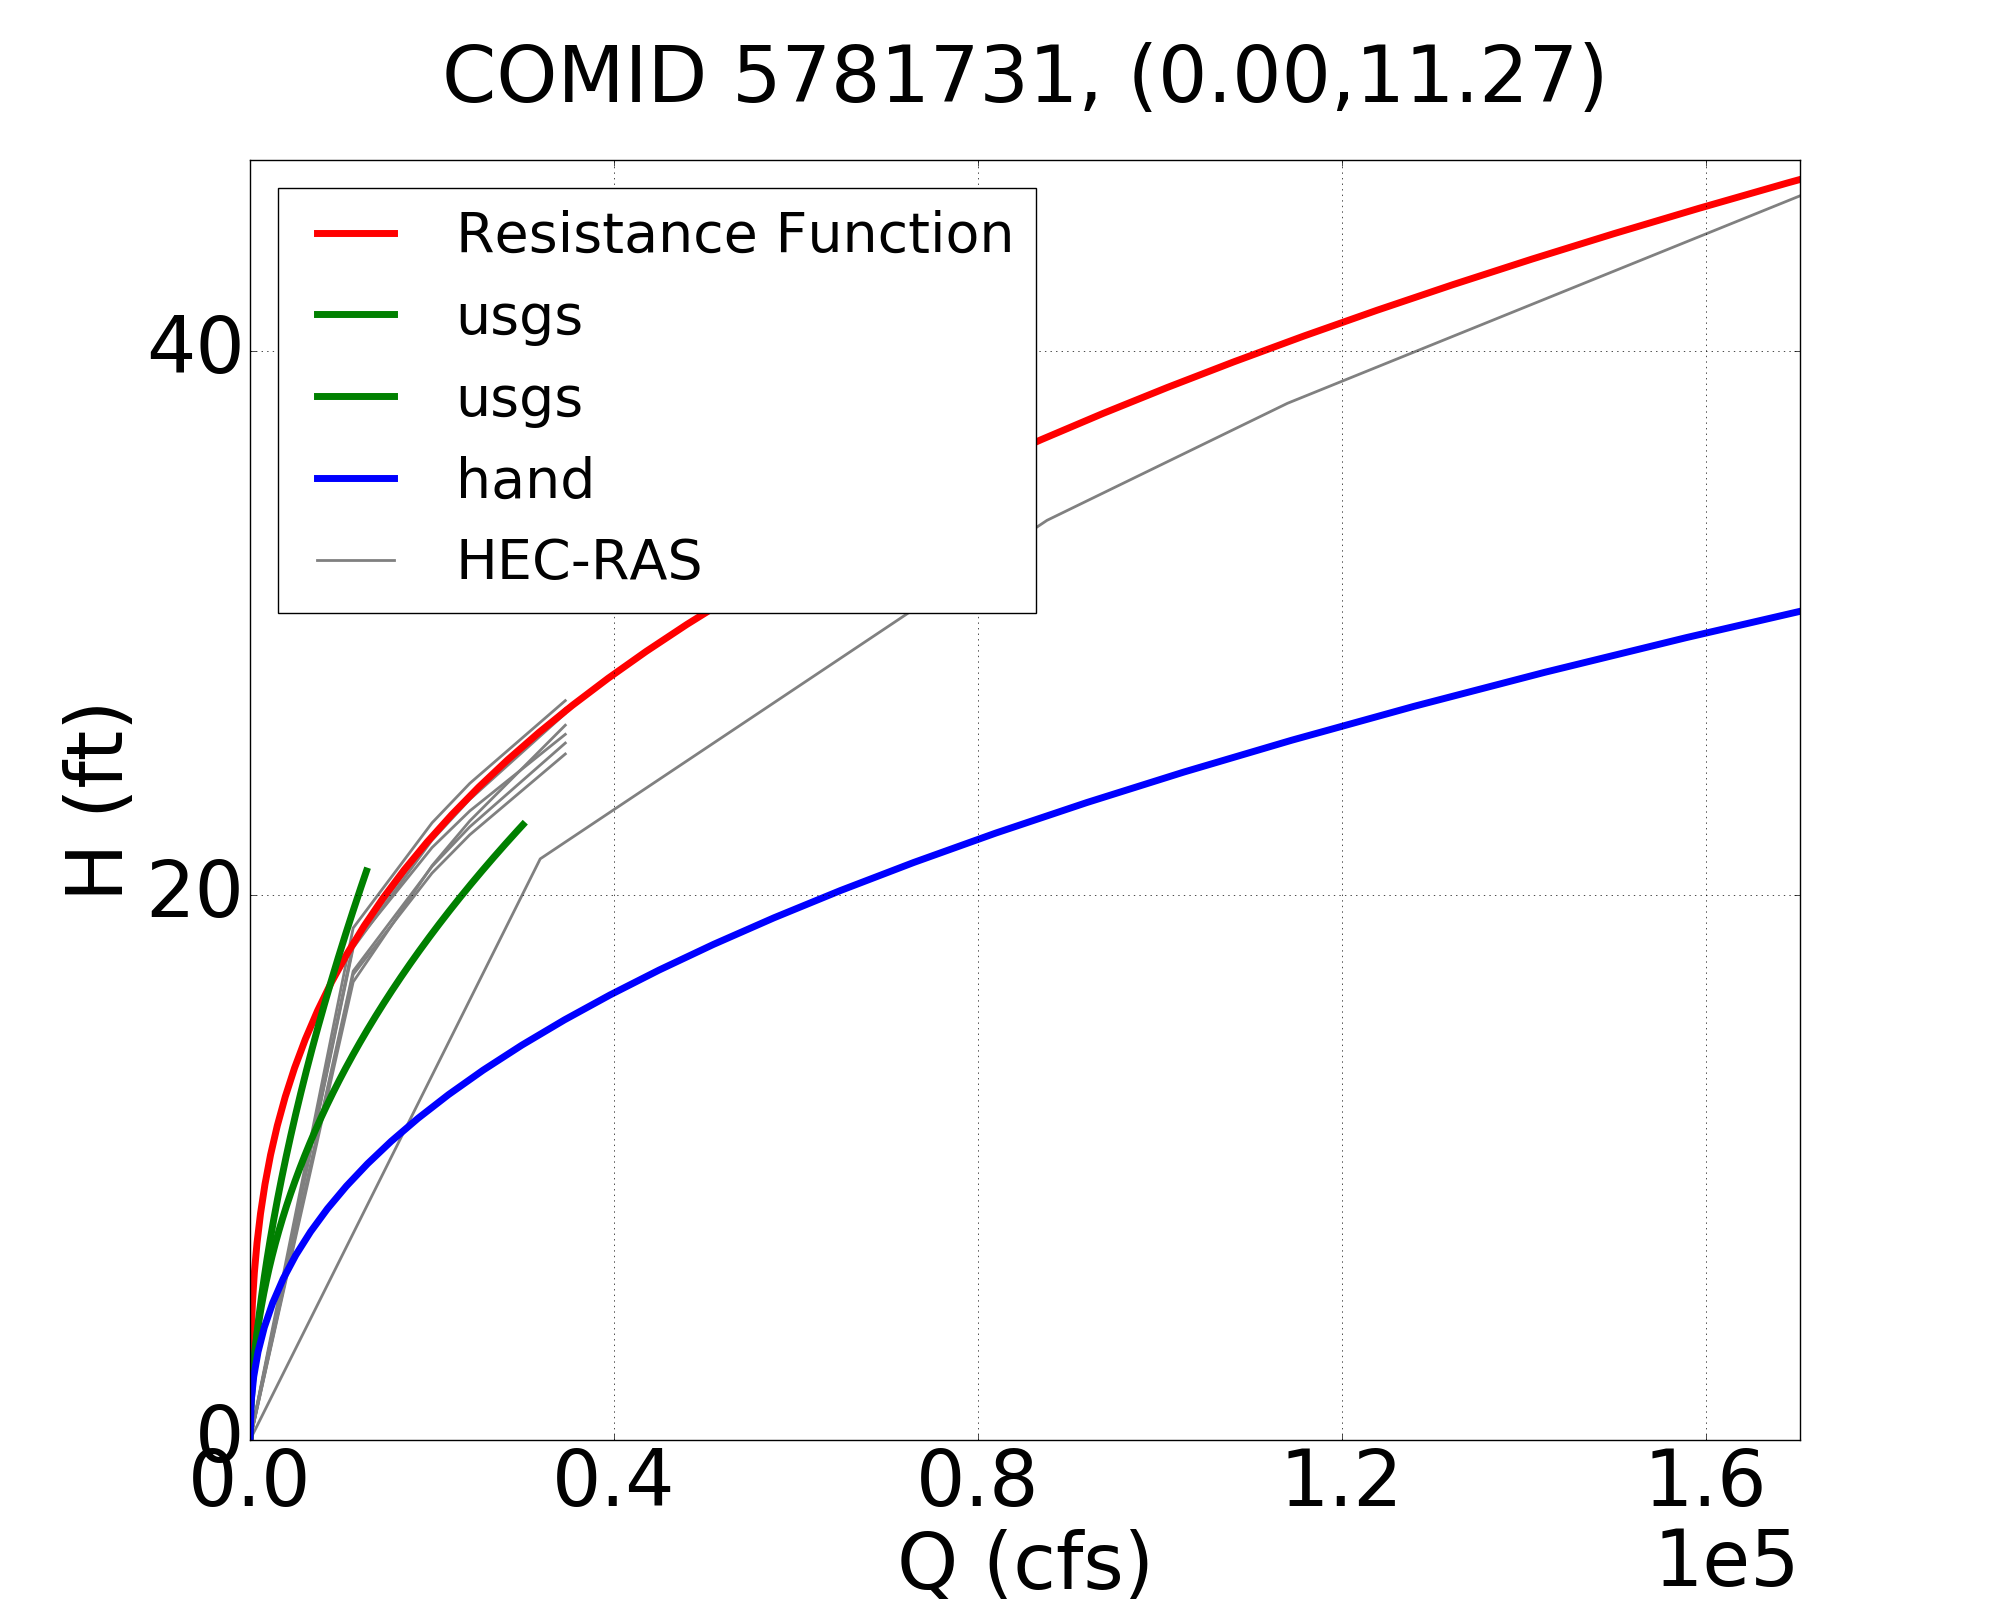 COMID 5781731, (0.00,11.27)
Resistance Function
usgs
usgs
hand
HEC-RAS
H (ft)
40
20
0
0.0 0.4 0.8 1.2 1.6
Q (cfs)
1e5